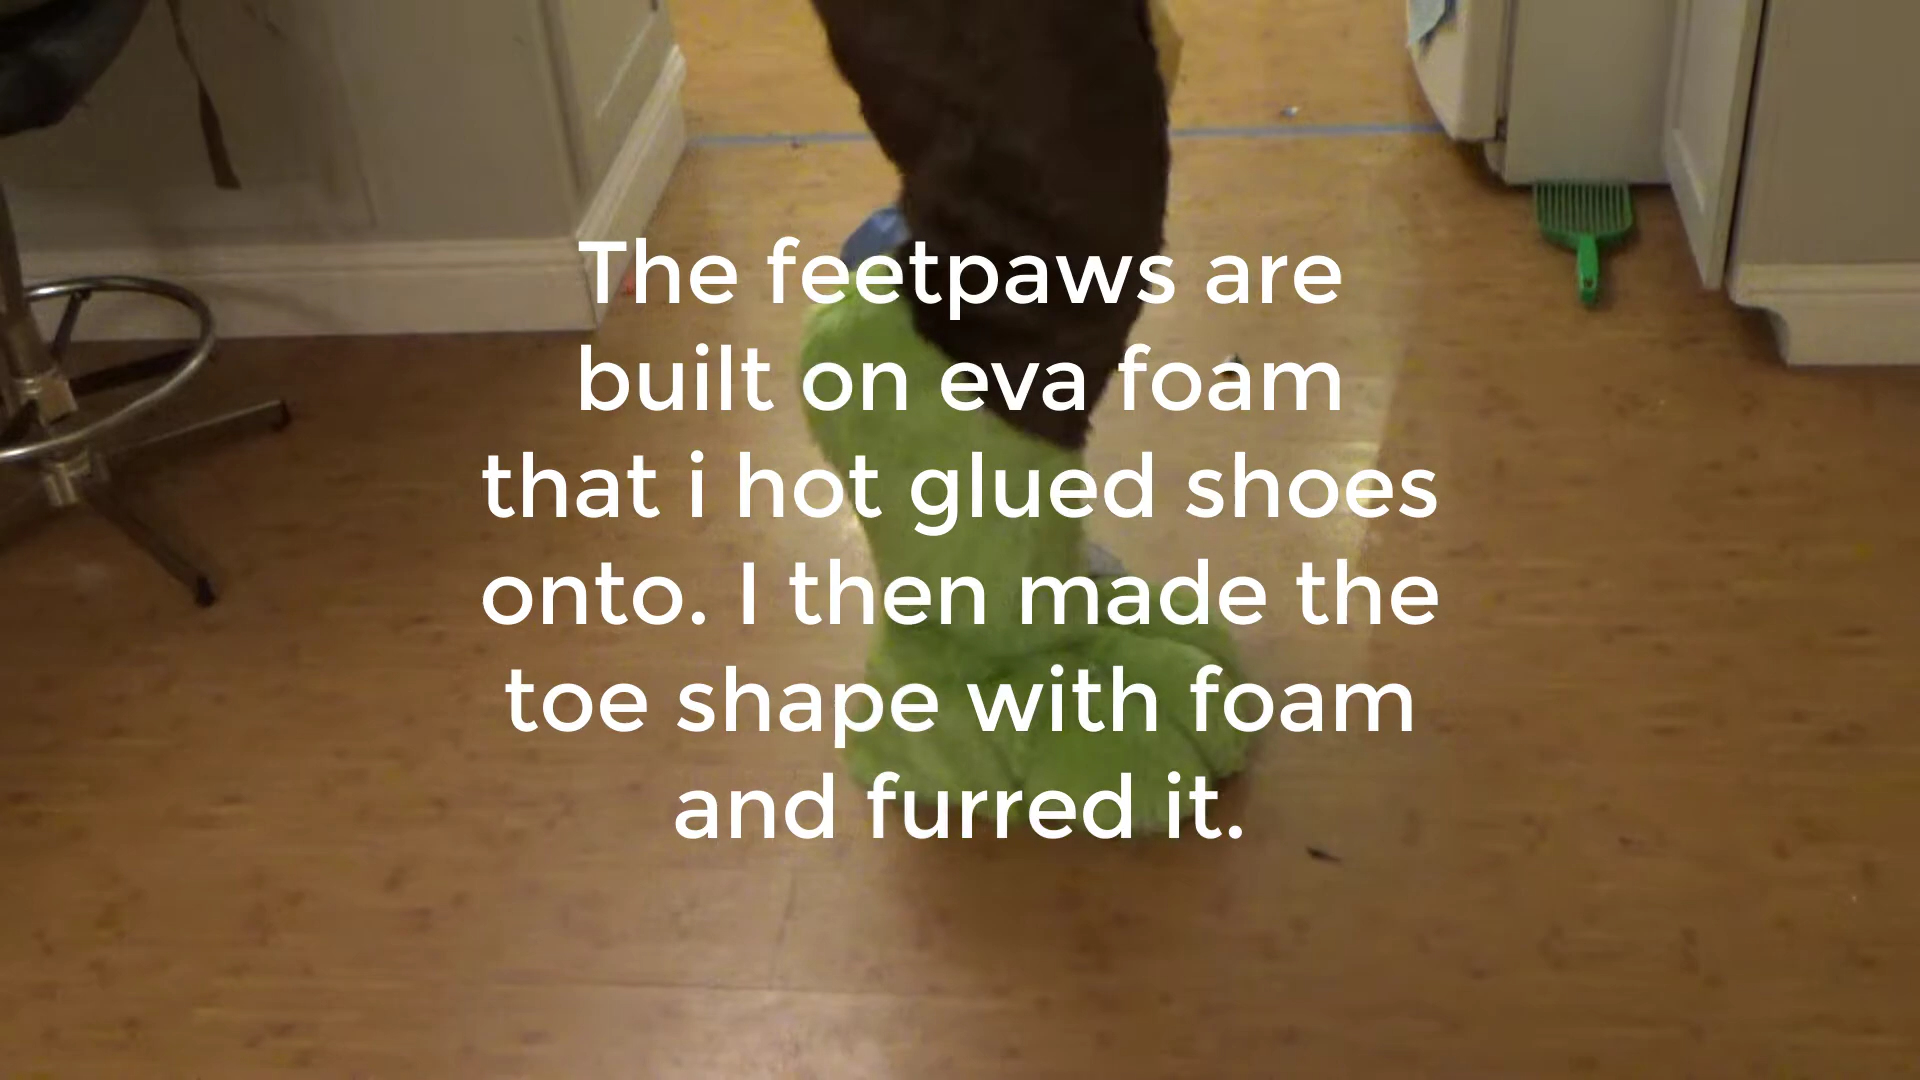 The feetpaws are
built on eva foam
that i hot glued shoes
onto. I then made the
toe shape with foam
and furred it.